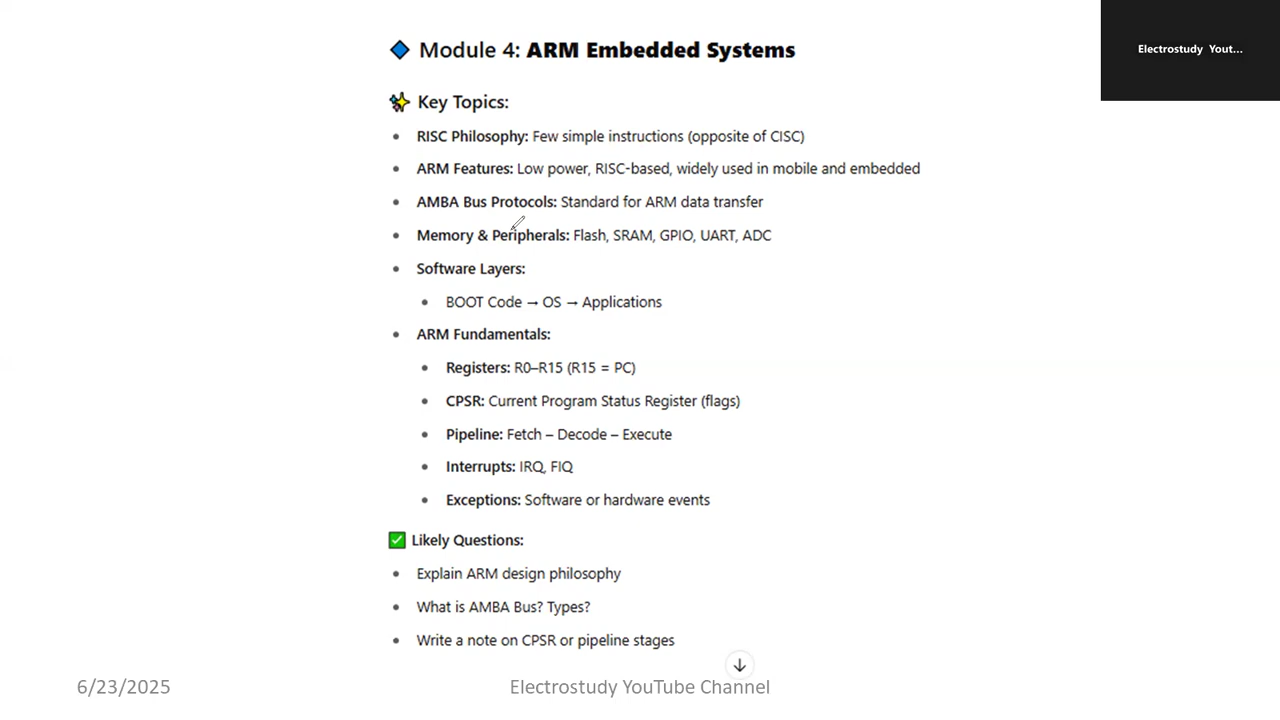 Module 4: ARM Embedded Systems
Electrostudy Yout...
Key Topics:
RISC Philosophy: Few simple instructions (opposite of CISC)
ARM Features: Low power, RISC-based, widely used in mobile and embedded
AMBA Bus Protocols: Standard for ARM data transfer
Memory & Peripherals: Flash, SRAM, GPIO, UART, ADC
Software Layers:
BOOT Code → OS → Applications
ARM Fundamentals:
Registers: R0–R15 (R15 = PC)
CPSR: Current Program Status Register (flags)
Pipeline: Fetch – Decode – Execute
Interrupts: IRQ, FIQ
Exceptions: Software or hardware events
Likely Questions:
Explain ARM design philosophy
What is AMBA Bus? Types?
Write a note on CPSR or pipeline stages
6/23/2025
Electrostudy YouTube Channel